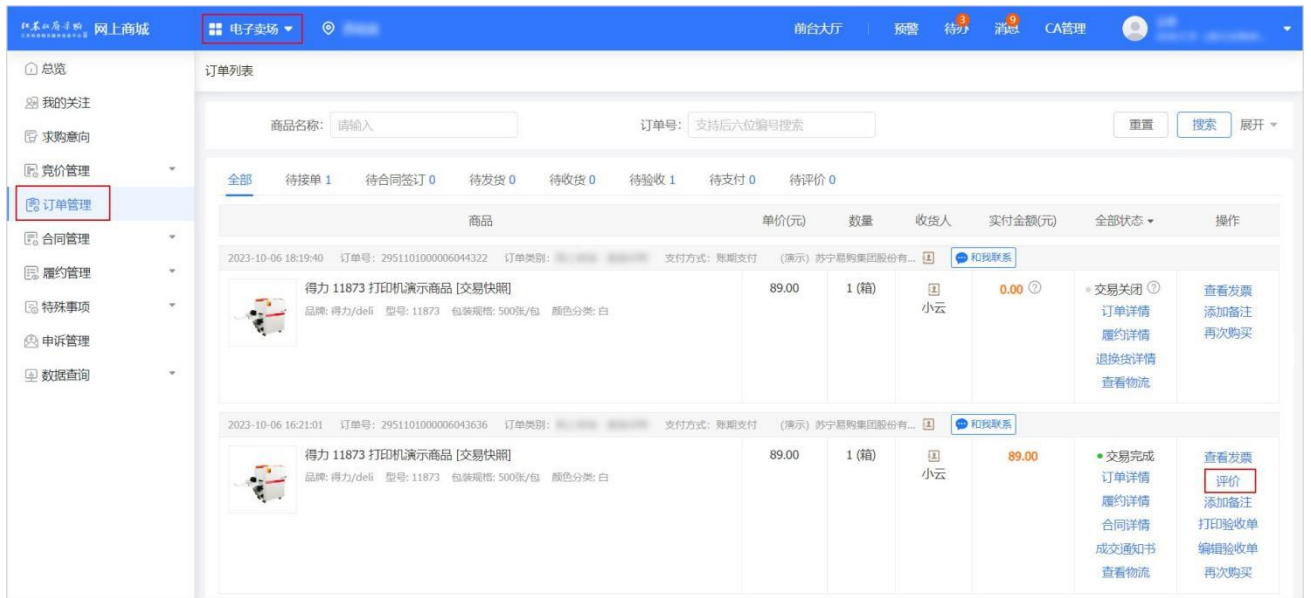 网上商城
电子卖场
前台大厅 预警 待办 3 消息 9 CA管理
总览
我的关注
求购意向
竞价管理
订单管理
合同管理
履约管理
特殊事项
申诉管理
数据查询
订单列表
商品名称: 请输入 订单号: 支持后六位编号搜索 重置 搜索 展开
全部 待接单 1 待合同签订 0 待发货 0 待收货 0 待验收 1 待支付 0 待评价 0
商品 单价(元) 数量 收货人 实付金额(元) 全部状态 操作
2023-10-06 18:19:40 订单号: 2951101000006044322 订单类别: 支付方式: 账期支付 (演示) 苏宁易购集团股份有... 和我联系
得力 11873 打印机演示商品 [交易快照] 89.00 1 (箱) 小云 0.00 交易关闭 查看发票
品牌: 得力/deli 型号: 11873 包装规格: 500张/包 颜色分类: 白
订单详情 添加备注
履约详情 再次购买
退换货详情
查看物流
2023-10-06 16:21:01 订单号: 2951101000006043636 订单类别: 支付方式: 账期支付 (演示) 苏宁易购集团股份有... 和我联系
得力 11873 打印机演示商品 [交易快照] 89.00 1 (箱) 小云 89.00 交易完成 查看发票
品牌: 得力/deli 型号: 11873 包装规格: 500张/包 颜色分类: 白
订单详情 评价
履约详情 添加备注
合同详情 打印验收单
成交通知书 编辑验收单
查看物流 再次购买